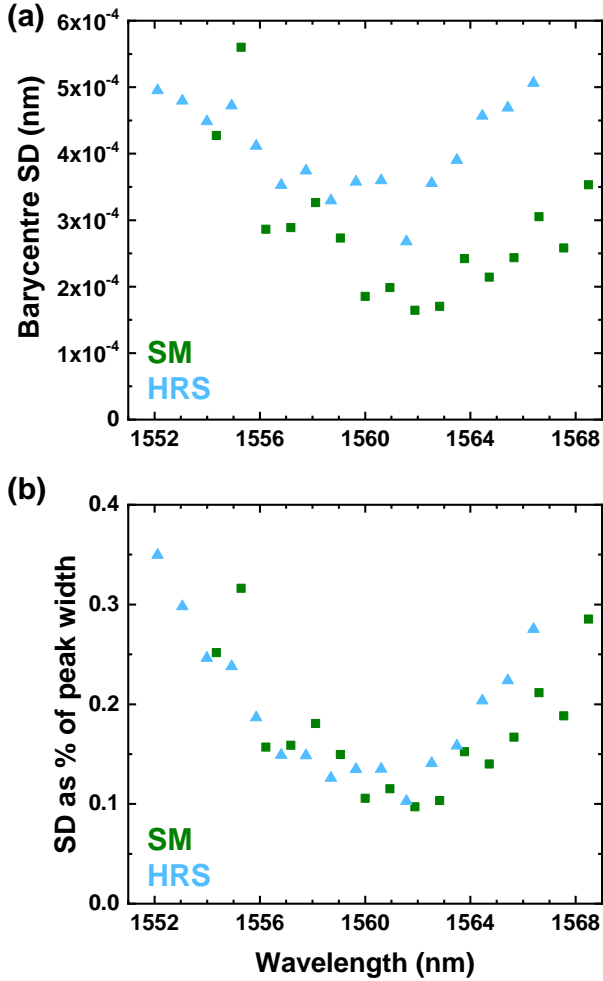 (a)
Barycentre SD (nm)
6x10⁻⁴
5x10⁻⁴
4x10⁻⁴
3x10⁻⁴
2x10⁻⁴
1x10⁻⁴
0
SM
HRS
1552 1556 1560 1564 1568
(b)
SD as % of peak width
0.4
0.3
0.2
0.1
0.0
SM
HRS
1552 1556 1560 1564 1568
Wavelength (nm)